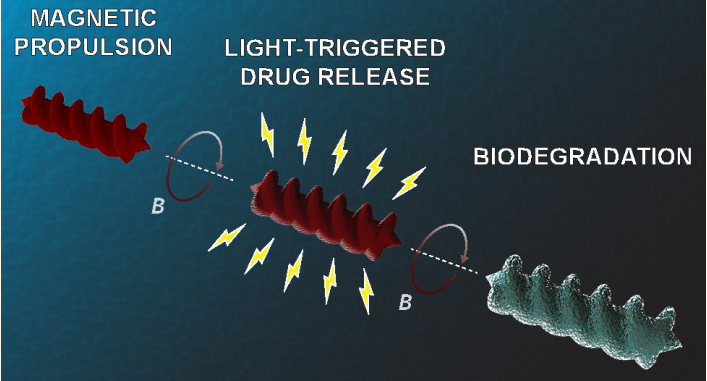 MAGNETIC
PROPULSION
LIGHT-TRIGGERED
DRUG RELEASE
BIODEGRADATION
B
B